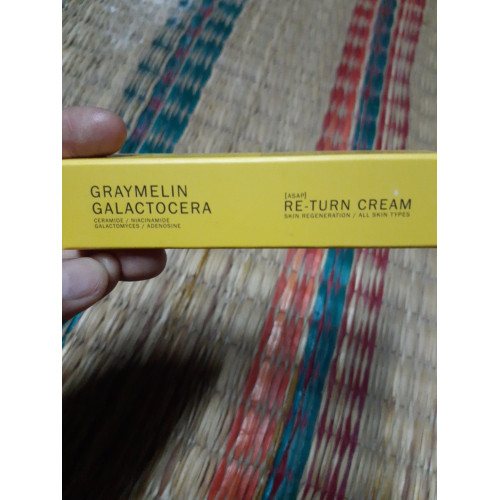 GRAYMELIN
GALACTOCERA
CERAMIDE / NIACINAMIDE
GALACTOMYCES / ADENOSINE
[ASAP]
RE-TURN CREAM
SKIN REGENERATION / ALL SKIN TYPES